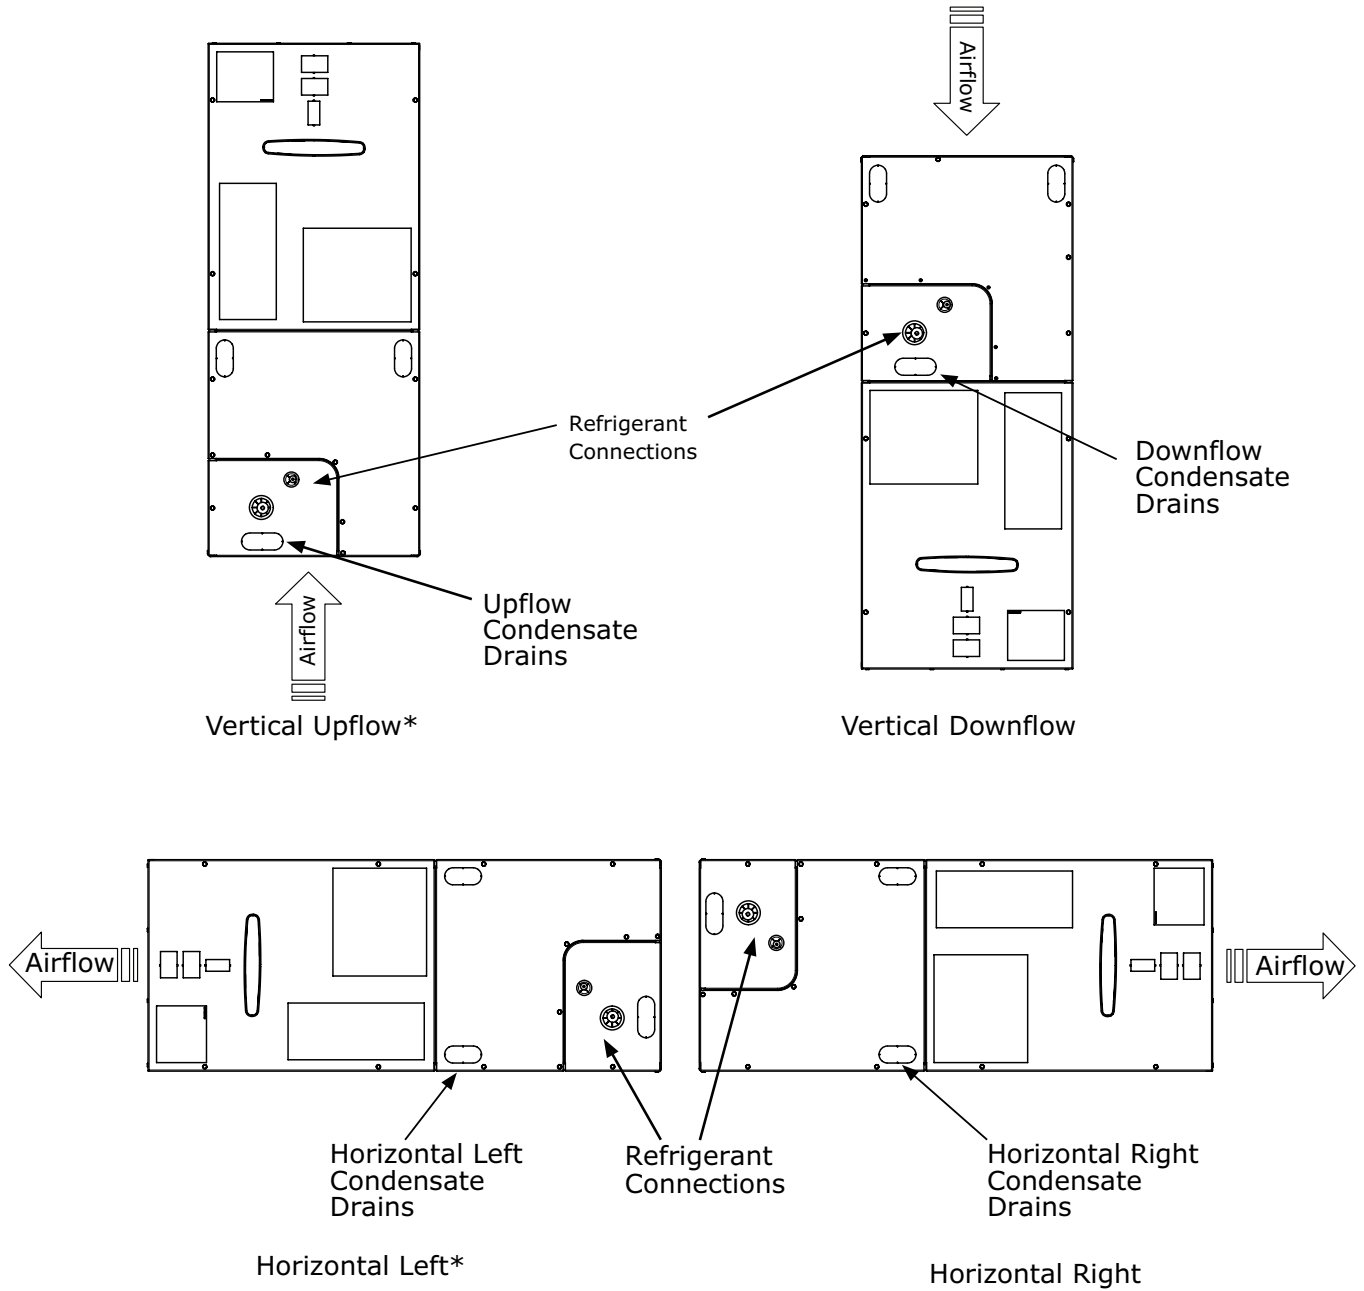 Airflow
Refrigerant
Connections
Downflow
Condensate
Drains
Upflow
Condensate
Drains
Airflow
Vertical Upflow*
Vertical Downflow
Airflow
Airflow
Horizontal Left
Condensate
Drains
Refrigerant
Connections
Horizontal Right
Condensate
Drains
Horizontal Left*
Horizontal Right